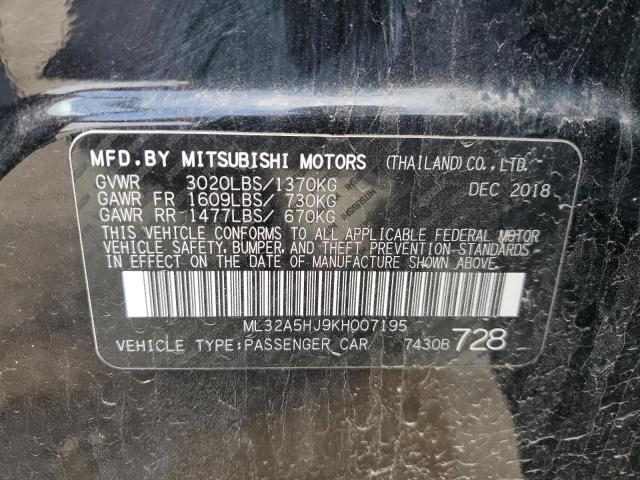 MFD.BY MITSUBISHI MOTORS (THAILAND)CO.,LTD.
GVWR 3020LBS/1370KG DEC 2018
GAWR FR 1609LBS/ 730KG
GAWR RR 1477LBS/ 670KG
THIS VEHICLE CONFORMS TO ALL APPLICABLE FEDERAL MOTOR
VEHICLE SAFETY, BUMPER, AND THEFT PREVENTION STANDARDS
IN EFFECT ON THE DATE OF MANUFACTURE SHOWN ABOVE.
ML32A5HJ9KH007195
VEHICLE TYPE:PASSENGER CAR 7430B 728